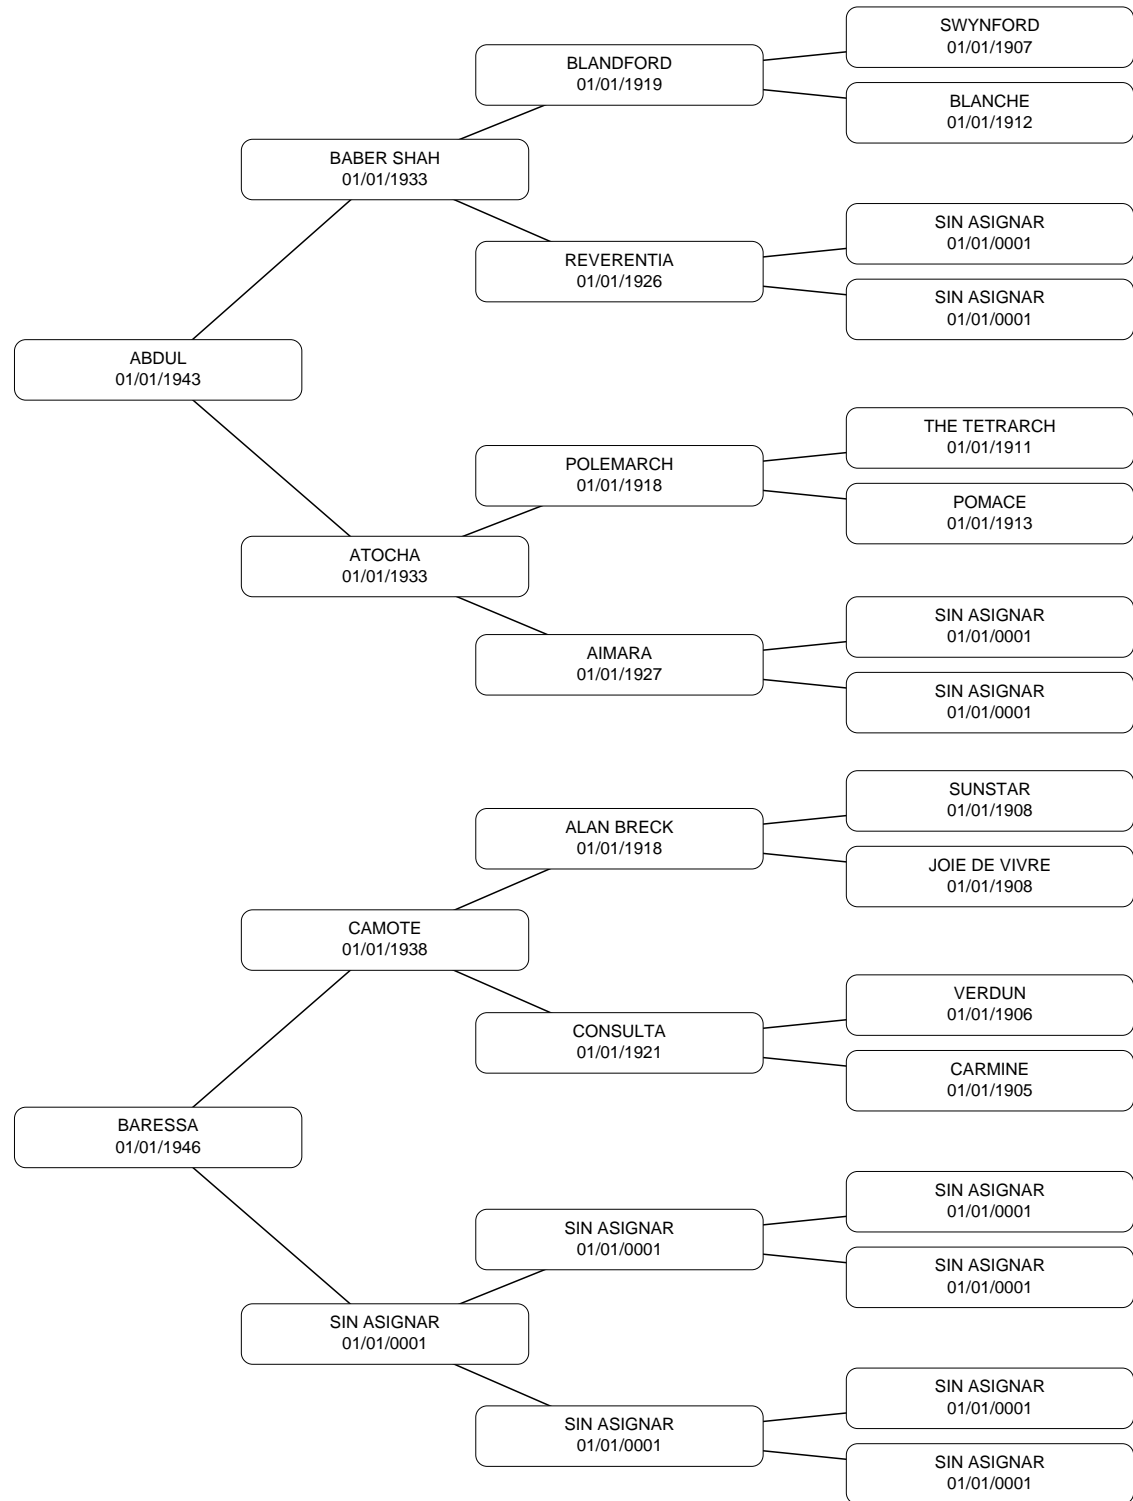 SWYNFORD
01/01/1907
BLANDFORD
01/01/1919
BLANCHE
01/01/1912
BABER SHAH
01/01/1933
SIN ASIGNAR
01/01/0001
REVERENTIA
01/01/1926
SIN ASIGNAR
01/01/0001
ABDUL
01/01/1943
THE TETRARCH
01/01/1911
POLEMARCH
01/01/1918
POMACE
01/01/1913
ATOCHA
01/01/1933
SIN ASIGNAR
01/01/0001
AIMARA
01/01/1927
SIN ASIGNAR
01/01/0001
SUNSTAR
01/01/1908
ALAN BRECK
01/01/1918
JOIE DE VIVRE
01/01/1908
CAMOTE
01/01/1938
VERDUN
01/01/1906
CONSULTA
01/01/1921
CARMINE
01/01/1905
BARESSA
01/01/1946
SIN ASIGNAR
01/01/0001
SIN ASIGNAR
01/01/0001
SIN ASIGNAR
01/01/0001
SIN ASIGNAR
01/01/0001
SIN ASIGNAR
01/01/0001
SIN ASIGNAR
01/01/0001
SIN ASIGNAR
01/01/0001